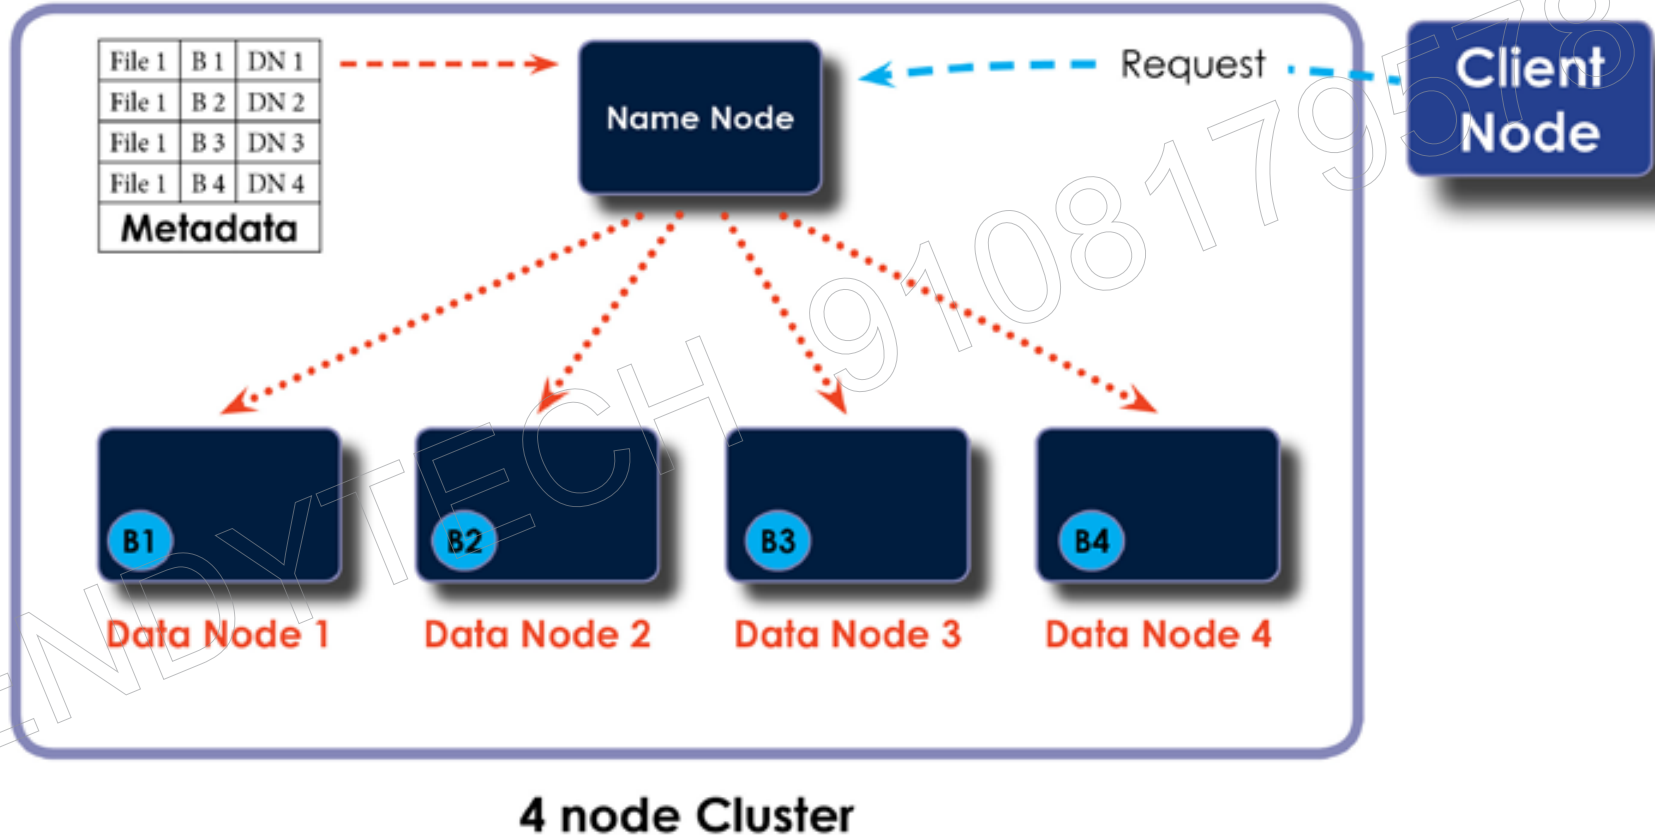 File 1 B 1 DN 1
File 1 B 2 DN 2
File 1 B 3 DN 3
File 1 B 4 DN 4
Metadata
Name Node
Request
Client
Node
B1
B2
B3
B4
Data Node 1
Data Node 2
Data Node 3
Data Node 4
4 node Cluster